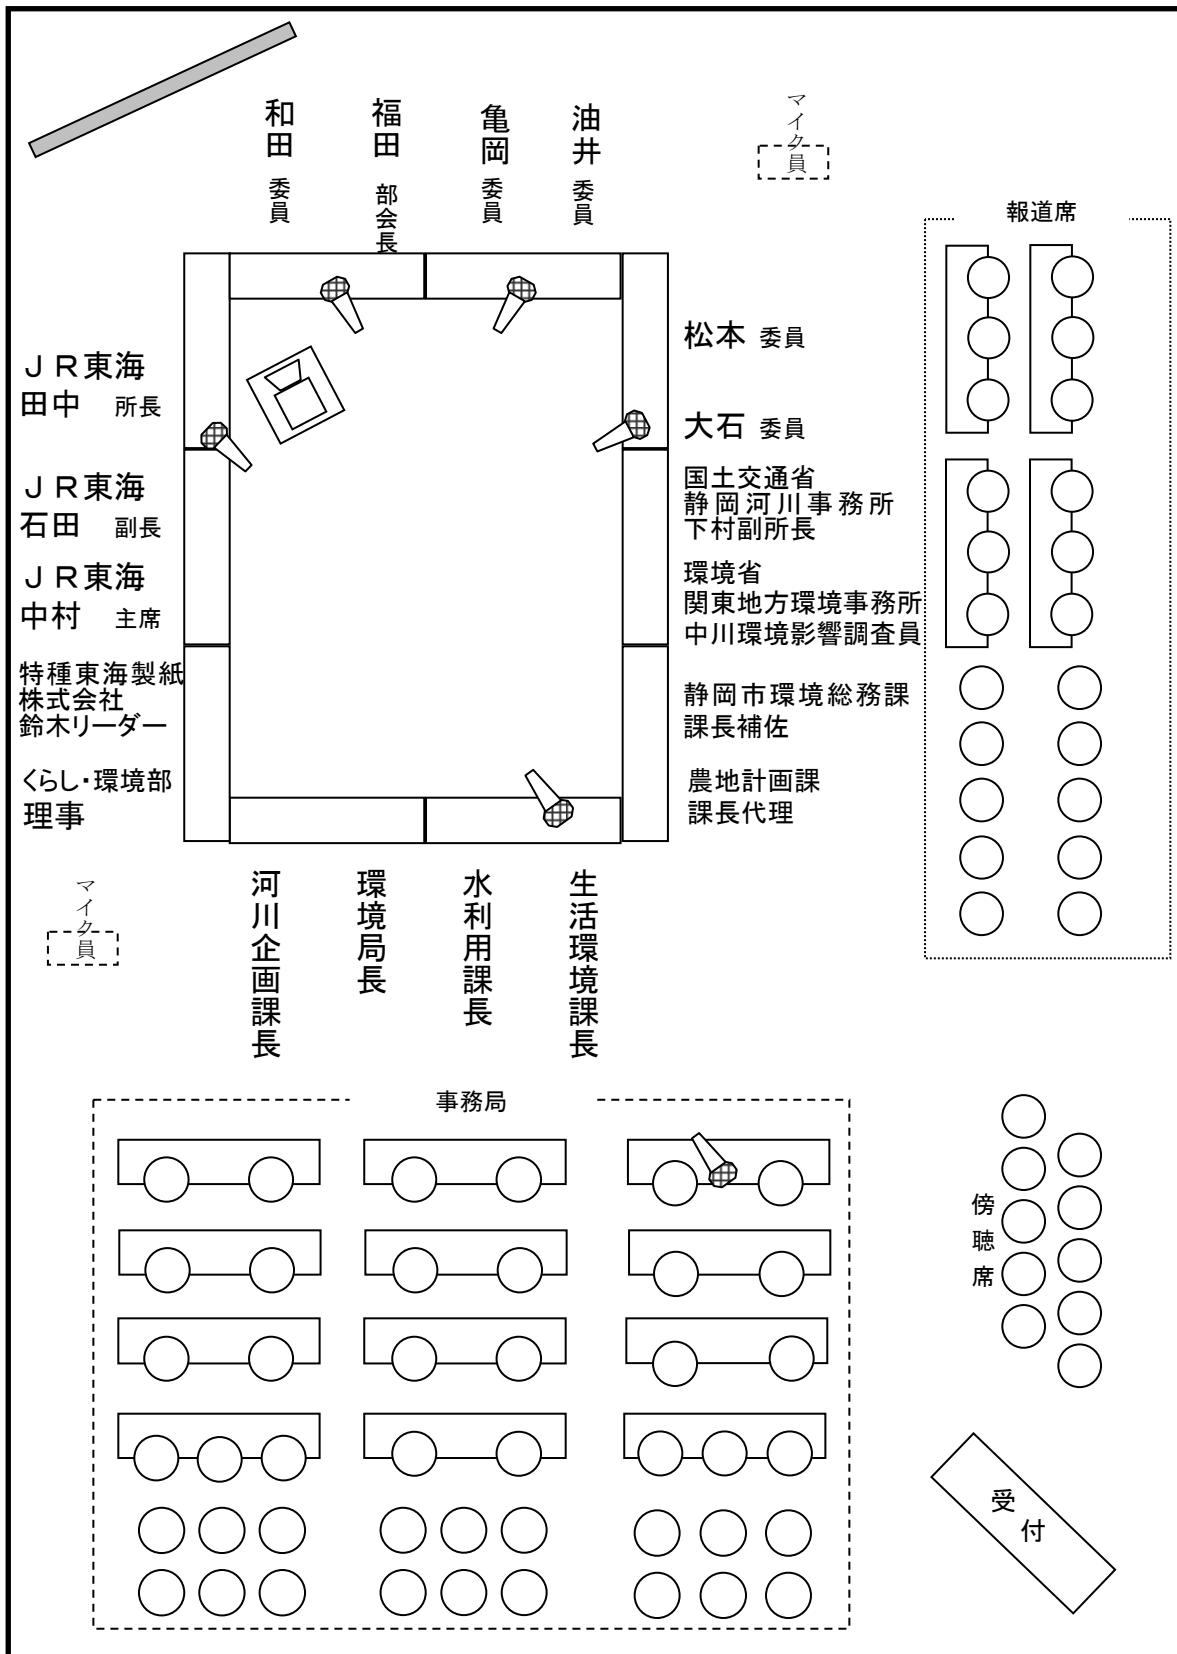 和田 委員
福田 部会長
亀岡 委員
油井 委員
マイク員
報道席
ＪＲ東海
田中 所長
ＪＲ東海
石田 副長
ＪＲ東海
中村 主席
特種東海製紙
株式会社
鈴木リーダー
くらし・環境部
理事
松本 委員
大石 委員
国土交通省
静岡河川事務所
下村副所長
環境省
関東地方環境事務所
中川環境影響調査員
静岡市環境総務課
課長補佐
農地計画課
課長代理
マイク員
河川企画課長
環境局長
水利用課長
生活環境課長
事務局
傍聴席
受付